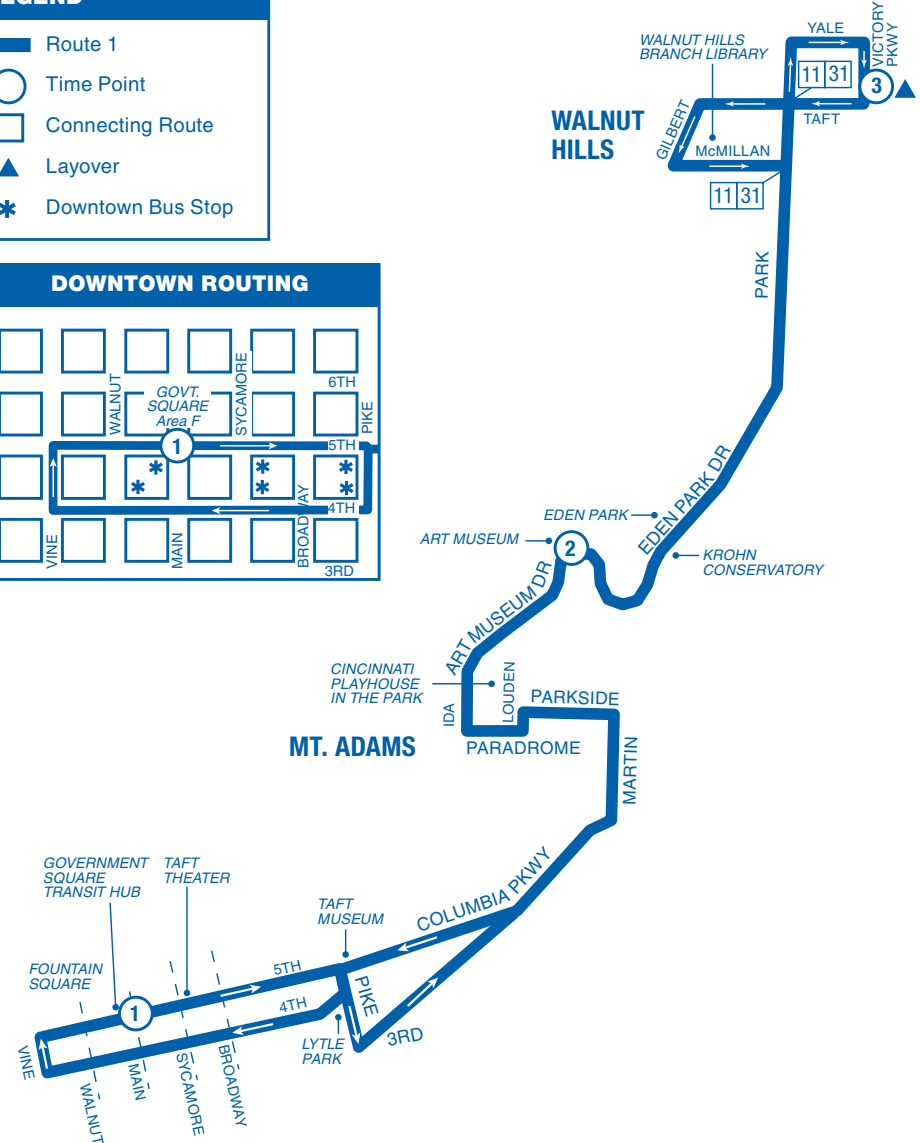 Route 1
Time Point
Connecting Route
Layover
Downtown Bus Stop
DOWNTOWN ROUTING
6TH
WALNUT
GOVT.
SQUARE
Area F
SYCAMORE
PIKE
1
5TH
4TH
VINE
MAIN
BROADWAY
3RD
YALE
VICTORY
PKWY
WALNUT HILLS
BRANCH LIBRARY
11 31
3
TAFT
WALNUT
HILLS
GILBERT
McMILLAN
11 31
PARK
EDEN PARK DR
EDEN PARK
ART MUSEUM
2
KROHN
CONSERVATORY
ART MUSEUM DR
CINCINNATI
PLAYHOUSE
IN THE PARK
IDA
LOUDEN
PARKSIDE
PARADROME
MT. ADAMS
MARTIN
COLUMBIA PKWY
GOVERNMENT
SQUARE
TRANSIT HUB
TAFT
THEATER
TAFT
MUSEUM
FOUNTAIN
SQUARE
5TH
1
4TH
PIKE
3RD
LYTLE
PARK
VINE
WALNUT
MAIN
SYCAMORE
BROADWAY